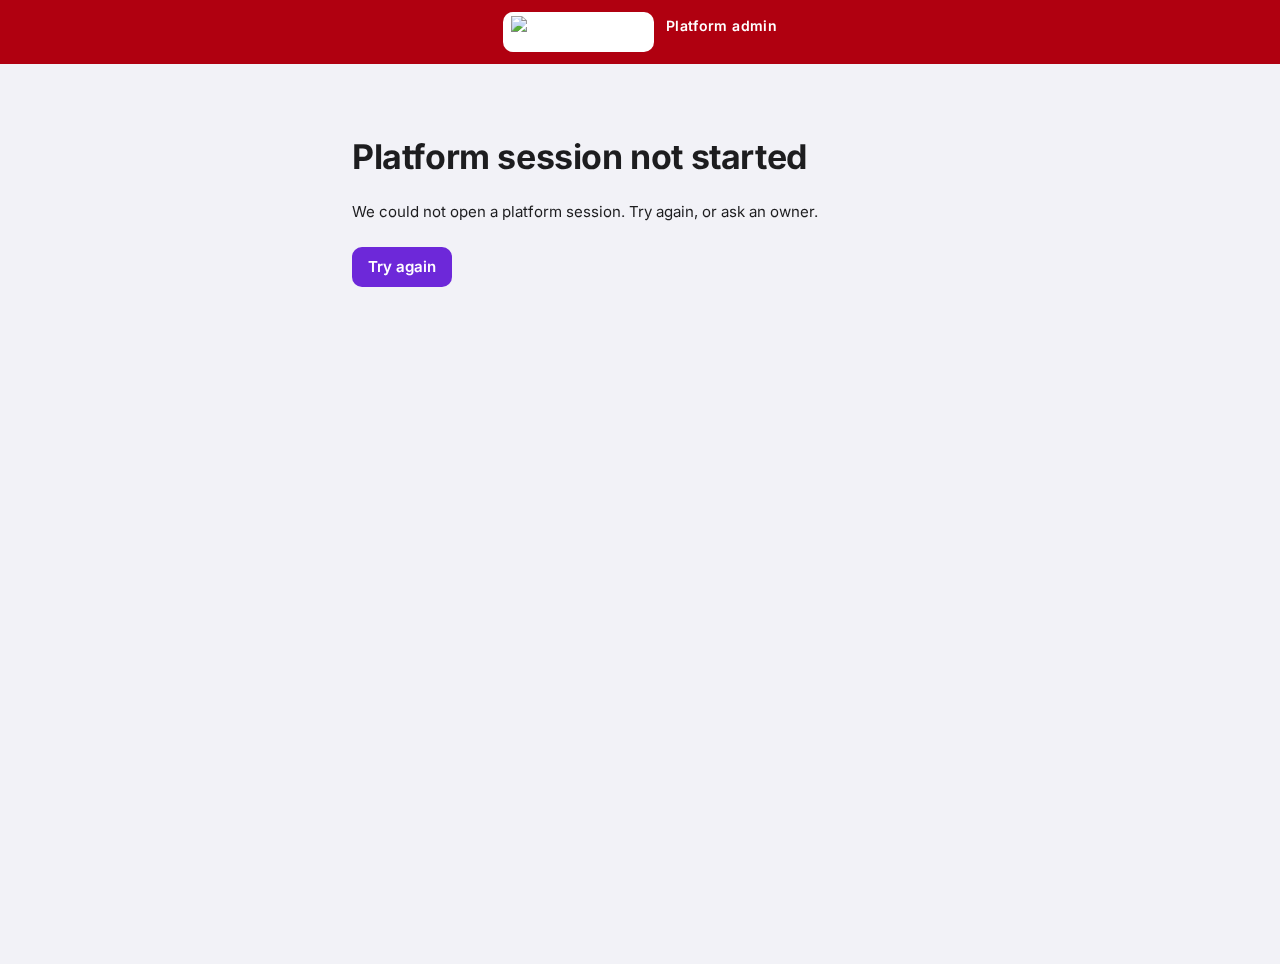 Platform admin
Platform session not started
We could not open a platform session. Try again, or ask an owner.
Try again